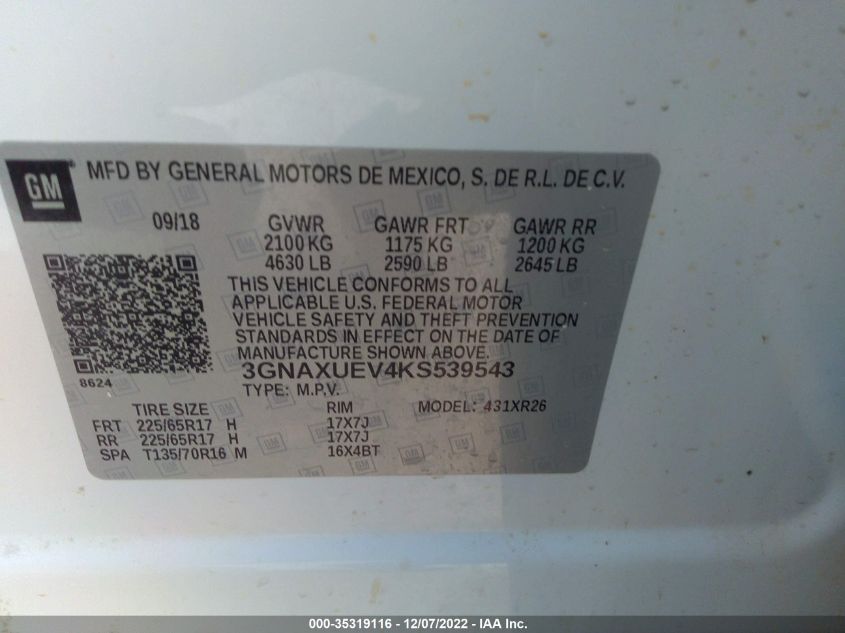 GM
MFD BY GENERAL MOTORS DE MEXICO, S. DE R.L. DE C.V.
09/18 GVWR GAWR FRT GAWR RR
2100 KG 1175 KG 1200 KG
4630 LB 2590 LB 2645 LB
THIS VEHICLE CONFORMS TO ALL
APPLICABLE U.S. FEDERAL MOTOR
VEHICLE SAFETY AND THEFT PREVENTION
STANDARDS IN EFFECT ON THE DATE OF
MANUFACTURE SHOWN ABOVE.
8624
3GNAXUEV4KS539543
TYPE: M.P.V.
TIRE SIZE RIM MODEL: 431XR26
FRT 225/65R17 H 17X7J
RR 225/65R17 H 17X7J
SPA T135/70R16 M 16X4BT
000-35319116 - 12/07/2022 - IAA Inc.